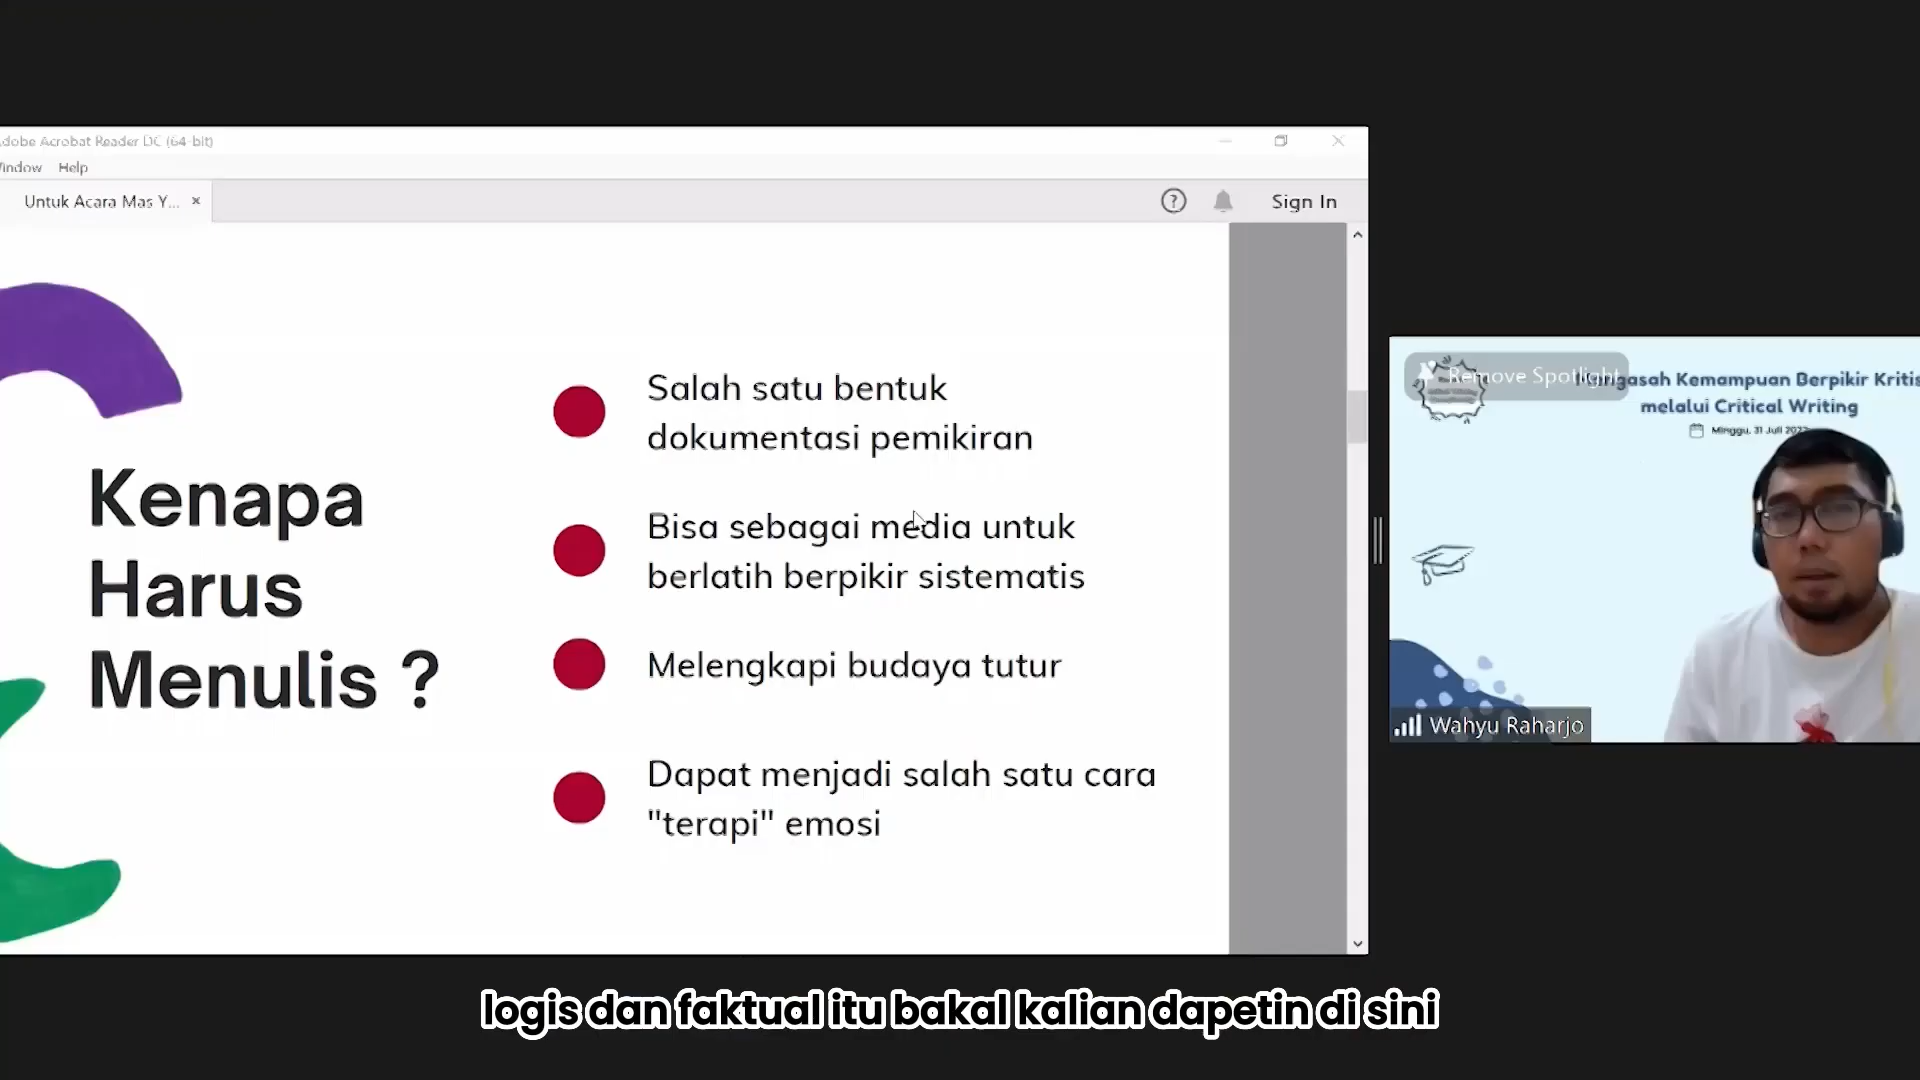 dobe Acrobat Reader DC (64-bit)
Window Help
Untuk Acara Mas Y... ×
? Sign In
Kenapa
Harus
Menulis ?
Salah satu bentuk
dokumentasi pemikiran
Bisa sebagai media untuk
berlatih berpikir sistematis
Melengkapi budaya tutur
Dapat menjadi salah satu cara
"terapi" emosi
Remove Spotlight
ngasah Kemampuan Berpikir Kritis
melalui Critical Writing
Minggu, 31 Juli 2022
Wahyu Raharjo
logis dan faktual itu bakal kalian dapetin di sini